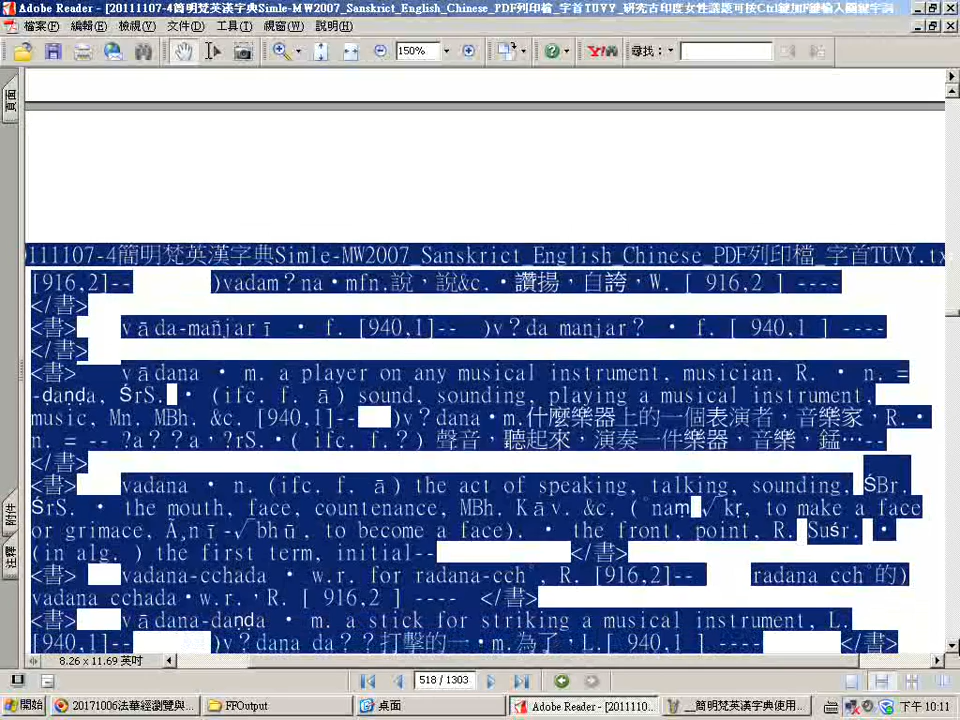 Adobe Reader - [20111107-4簡明梵英漢字典Simle-MW2007_Sanskrict_English_Chinese_PDF列印檔_字首TUVY_研究古印度女性議題可按Ctrl鍵加F鍵輸入關鍵字詞
檔案(F) 編輯(E) 檢視(V) 文件(D) 工具(T) 視窗(W) 說明(H)
150% 尋找:
頁面
)111107-4簡明梵英漢字典Simle-MW2007_Sanskrict_English_Chinese_PDF列印檔_字首TUVY.tx
[916,2]-- )vadam？na‧mfn.說，說&c.‧讚揚，自誇，W. [ 916,2 ] ----
</書>
<書> vāda-mañjarī ‧ f. [940,1]-- )v？da manjar？ ‧ f. [ 940,1 ] ----
</書>
<書> vādana ‧ m. a player on any musical instrument, musician, R. ‧ n. =
-daṇḍa, ŚrS. ‧ (ifc. f. ā) sound, sounding, playing a musical instrument,
music, Mn. MBh. &c. [940,1]-- )v？dana‧m.什麼樂器上的一個表演者，音樂家，R.‧
n. = -- ?a？？a，?rS.‧( ifc. f.？) 聲音，聽起來，演奏一件樂器，音樂，錳…--
</書>
<書> vadana ‧ n. (ifc. f. ā) the act of speaking, talking, sounding, ŚBr.
ŚrS. ‧ the mouth, face, countenance, MBh. Kāv. &c. (°naṃ √kṛ, to make a face
or grimace, Ā,nī-√bhū, to become a face). ‧ the front, point, R. Suśr. ‧
(in alg. ) the first term, initial-- </書>
<書> vadana-cchada ‧ w.r. for radana-cch°, R. [916,2]-- radana cch°的)
vadana cchada‧w.r.，R. [ 916,2 ] ---- </書>
<書> vādana-daṇḍa ‧ m. a stick for striking a musical instrument, L.
[940,1]-- )v？dana da？？打擊的一‧m.為了，L.[ 940,1 ] ---- </書>
附件
注釋
8.26 x 11.69 英吋
518 / 1303
開始 20171006法華經瀏覽與... FFOutput 桌面 Adobe Reader - [2011110... __簡明梵英字典使用... 下午 10:11